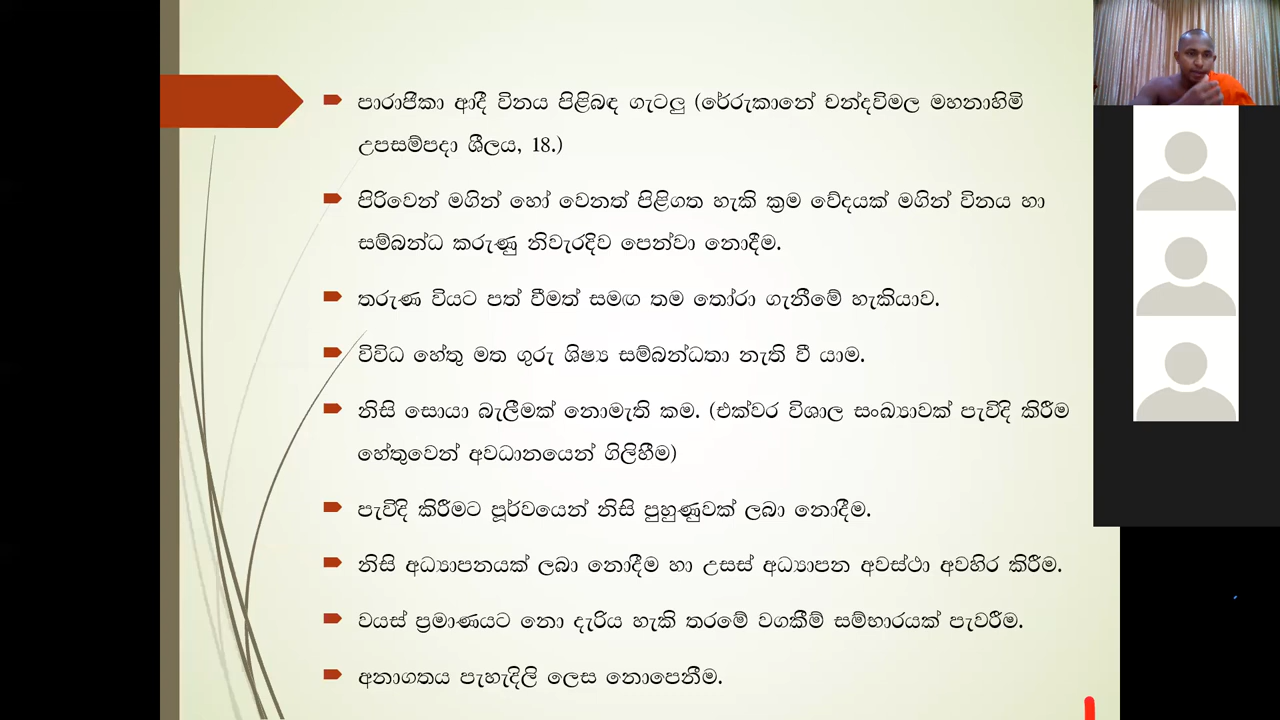 පාරාජිකා ආදී විනය පිළිබඳ ගැටලු (රේරුකානේ චන්දවිමල මහනාහිමි
උපසම්පදා ශීලය, 18.)
පිරිවෙන් මගින් හෝ වෙනත් පිළිගත හැකි ක්‍රම වේදයක් මගින් විනය හා
සම්බන්ධ කරුණු නිවැරදිව පෙන්වා නොදීම.
තරුණ වියට පත් වීමත් සමඟ තම තෝරා ගැනීමේ හැකියාව.
විවිධ හේතු මත ගුරු ශිෂ්‍ය සම්බන්ධතා නැති වී යාම.
නිසි සොයා බැලීමක් නොමැති කම. (එක්වර විශාල සංඛ්‍යාවක් පැවිදි කිරීම
හේතුවෙන් අවධානයෙන් ගිලිහීම)
පැවිදි කිරීමට පූර්වයෙන් නිසි පුහුණුවක් ලබා නොදීම.
නිසි අධ්‍යාපනයක් ලබා නොදීම හා උසස් අධ්‍යාපන අවස්ථා අවහිර කිරීම.
වයස් ප්‍රමාණයට නො දැරිය හැකි තරමේ වගකීම් සම්භාරයක් පැවරීම.
අනාගතය පැහැදිලි ලෙස නොපෙනීම.